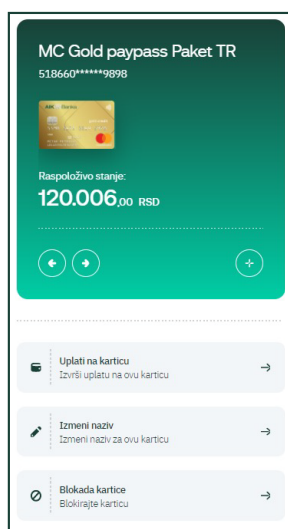 MC Gold paypass Paket TR
518660******9898
Raspoloživo stanje:
120.006,00 RSD
Uplati na karticu
Izvrši uplatu na ovu karticu
Izmeni naziv
Izmeni naziv za ovu karticu
Blokada kartice
Blokirajte karticu